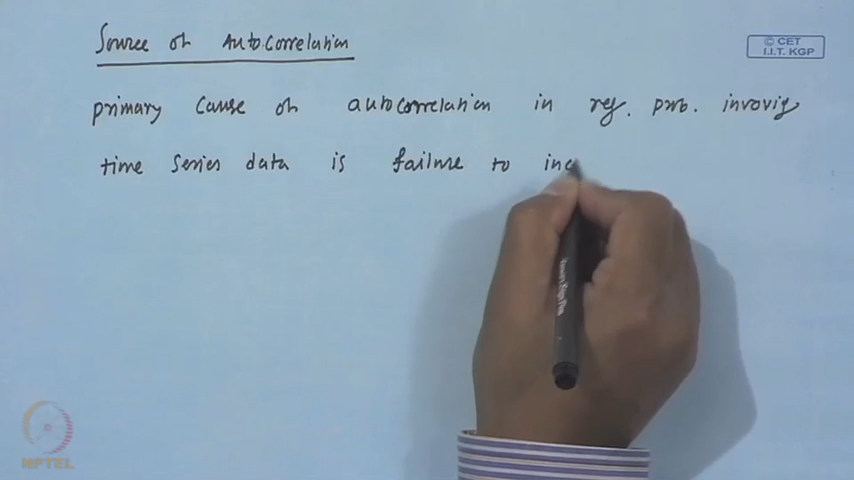 Source of Autocorrelation
© CET
I.I.T. KGP
primary cause of autocorrelation in reg. prob. invovig
time series data is failure to inc
NPTEL